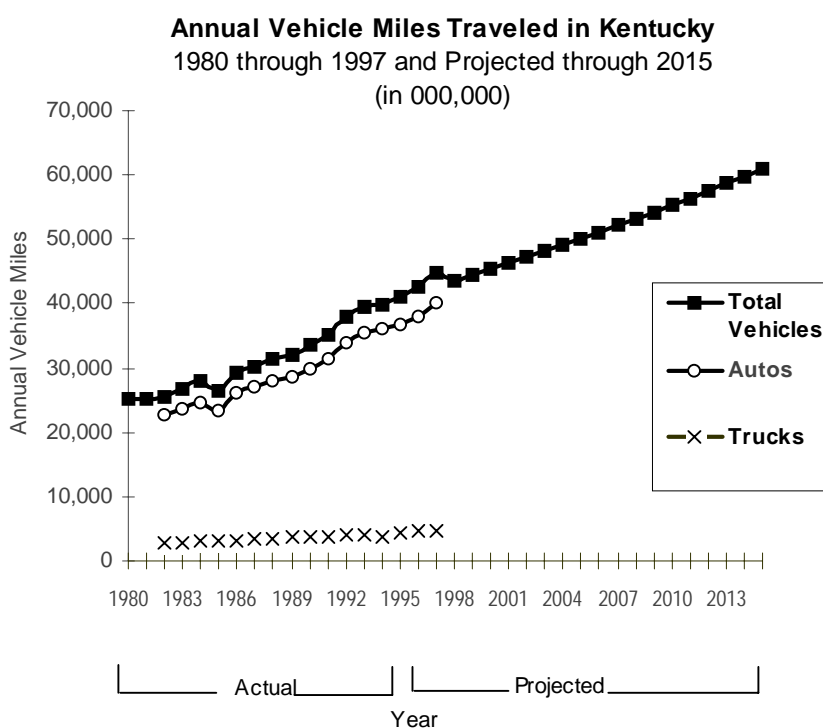 Annual Vehicle Miles Traveled in Kentucky
1980 through 1997 and Projected through 2015
(in 000,000)
Annual Vehicle Miles
70,000
60,000
50,000
40,000
30,000
20,000
10,000
0
1980 1983 1986 1989 1992 1995 1998 2001 2004 2007 2010 2013
Total
Vehicles
Autos
Trucks
Actual Projected
Year